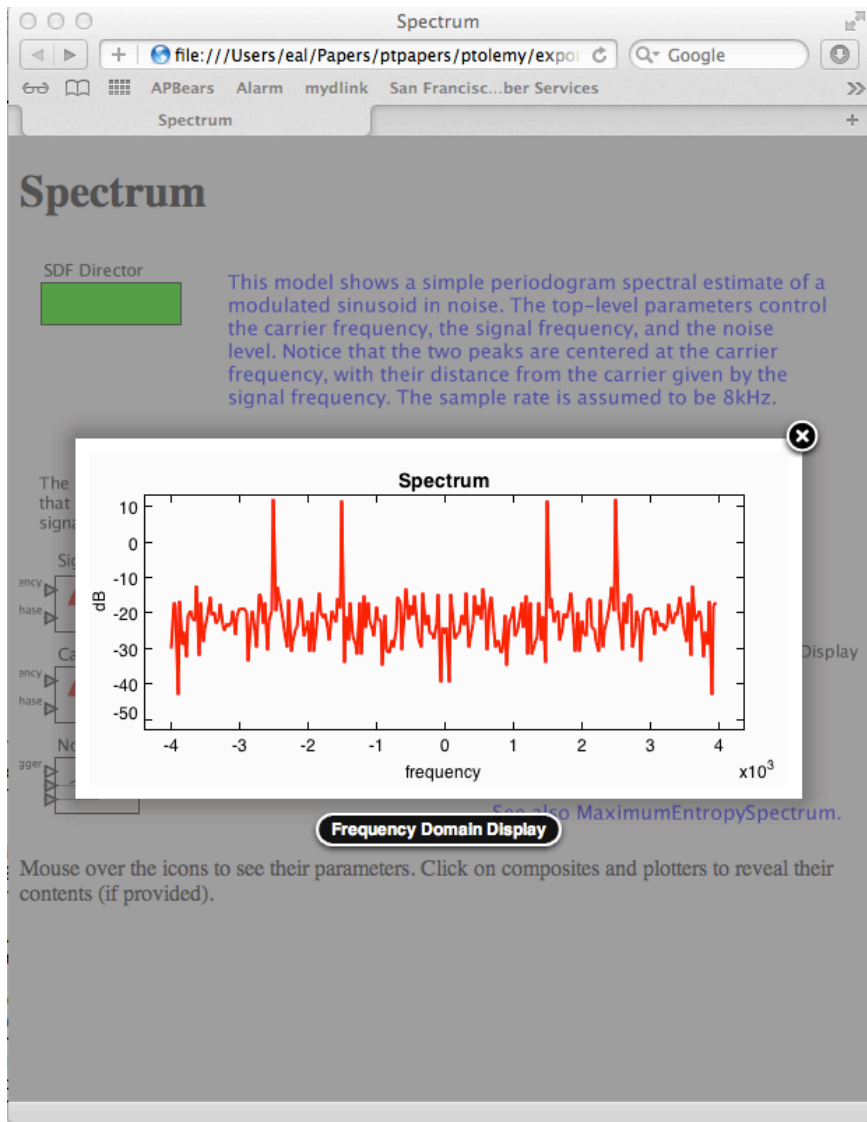 Spectrum
file:///Users/eal/Papers/ptpapers/ptolemy/expo
Google
APBears Alarm mydlink San Francisc...ber Services
Spectrum
Spectrum
SDF Director
This model shows a simple periodogram spectral estimate of a
modulated sinusoid in noise. The top-level parameters control
the carrier frequency, the signal frequency, and the noise
level. Notice that the two peaks are centered at the carrier
frequency, with their distance from the carrier given by the
signal frequency. The sample rate is assumed to be 8kHz.
The
that
Spectrum
10
0
-10
-20
-30
-40
-50
dB
-4 -3 -2 -1 0 1 2 3 4
frequency
x10³
Display
See also MaximumEntropySpectrum.
Frequency Domain Display
Mouse over the icons to see their parameters. Click on composites and plotters to reveal their
contents (if provided).